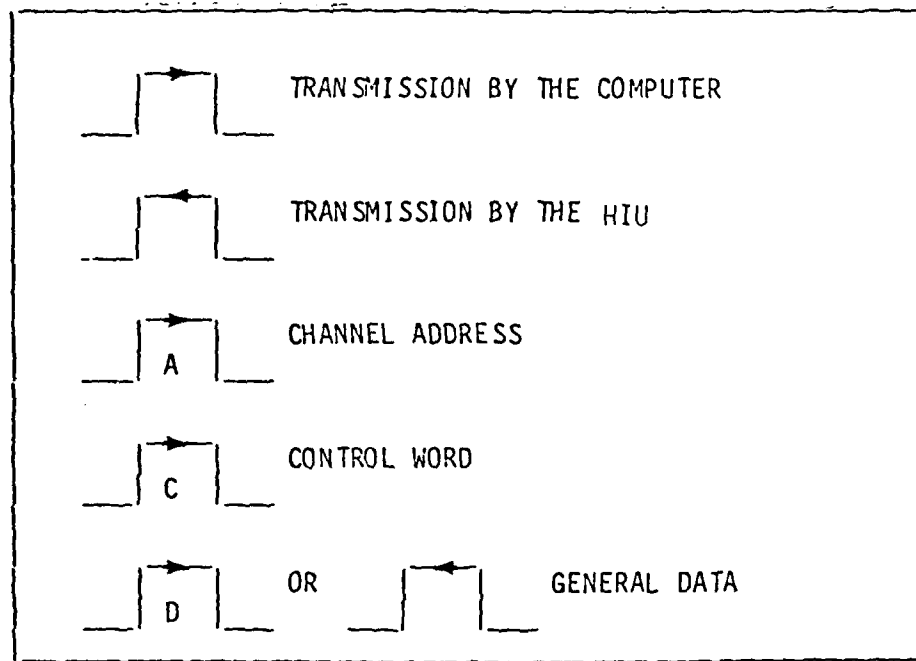 TRANSMISSION BY THE COMPUTER
TRANSMISSION BY THE HIU
A CHANNEL ADDRESS
C CONTROL WORD
D OR GENERAL DATA